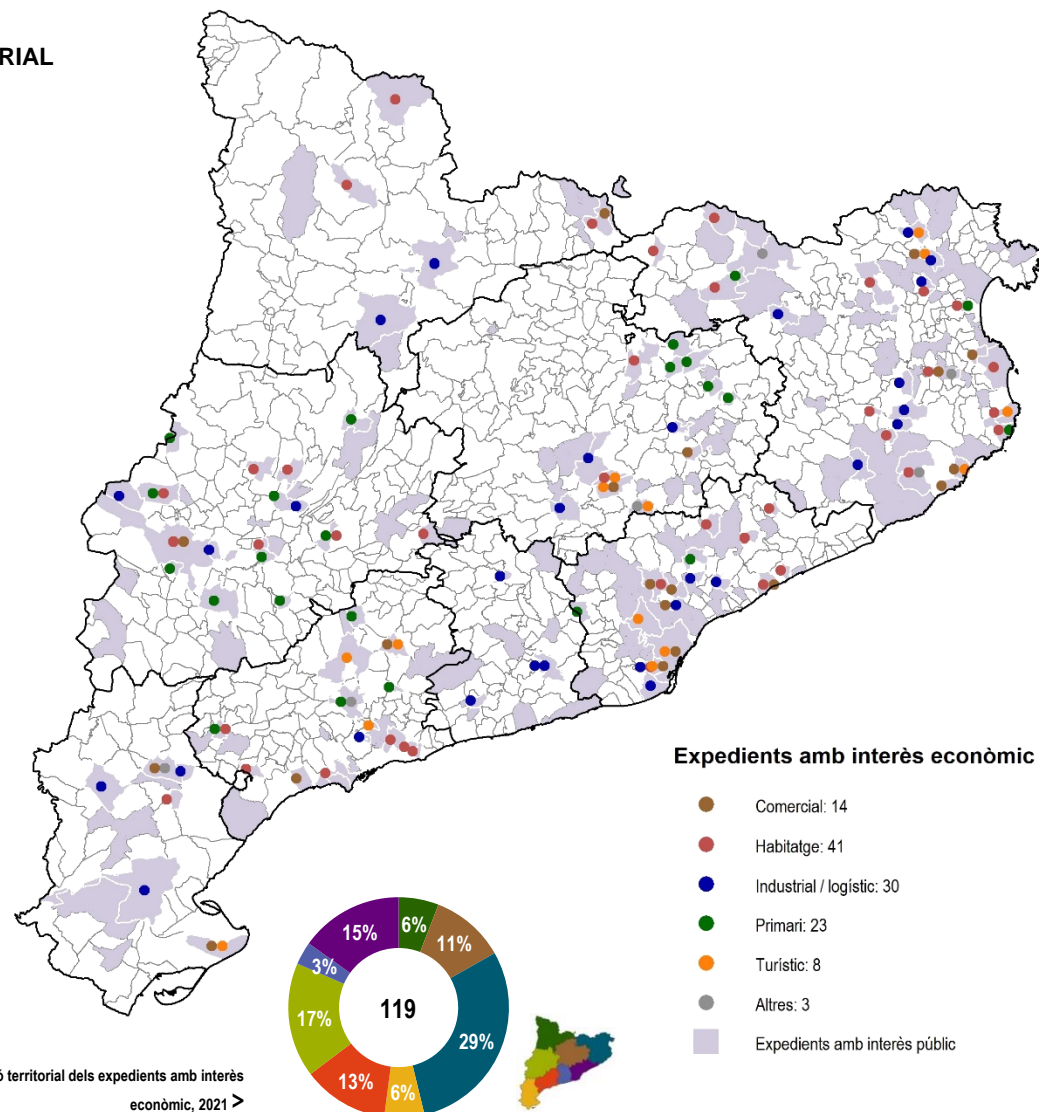 RIAL
Expedients amb interès econòmic
Comercial: 14
Habitatge: 41
Industrial / logístic: 30
Primari: 23
Turístic: 8
Altres: 3
Expedients amb interès públic
15%
6%
11%
3%
119
17%
29%
13%
6%
ó territorial dels expedients amb interès
econòmic, 2021 >